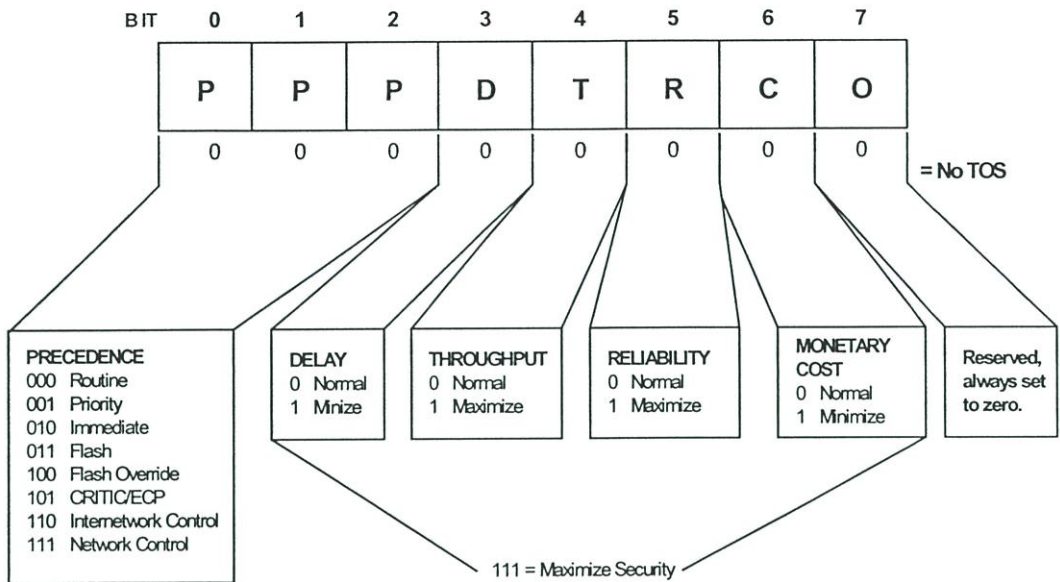 BIT 0 1 2 3 4 5 6 7
P P P D T R C O
0 0 0 0 0 0 0 0
= No TOS
PRECEDENCE
000 Routine
001 Priority
010 Immediate
011 Flash
100 Flash Override
101 CRITIC/ECP
110 Internetwork Control
111 Network Control
DELAY
0 Normal
1 Minize
THROUGHPUT
0 Normal
1 Maximize
RELIABILITY
0 Normal
1 Maximize
MONETARY
COST
0 Normal
1 Minimize
Reserved,
always set
to zero.
111 = Maximize Security